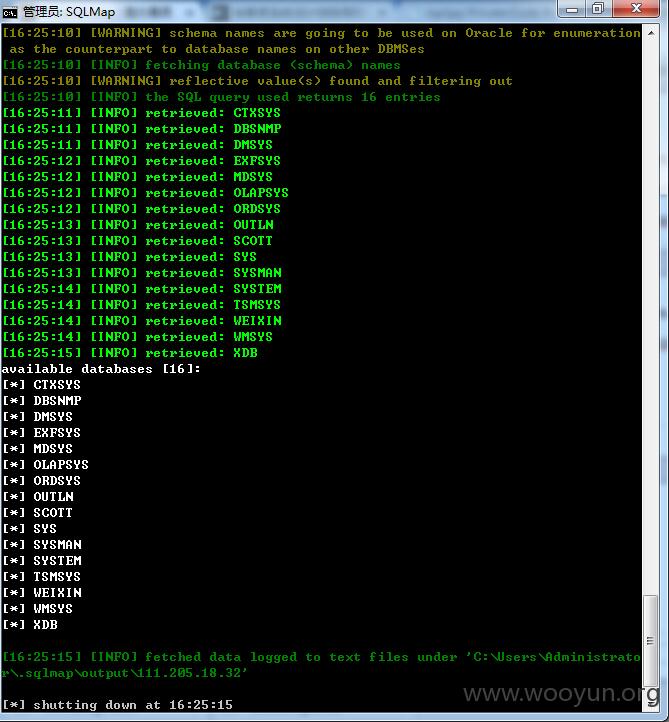 管理员: SQLMap
[16:25:10] [WARNING] schema names are going to be used on Oracle for enumeration
as the counterpart to database names on other DBMSes
[16:25:10] [INFO] fetching database (schema) names
[16:25:10] [WARNING] reflective value(s) found and filtering out
[16:25:10] [INFO] the SQL query used returns 16 entries
[16:25:11] [INFO] retrieved: CTXSYS
[16:25:11] [INFO] retrieved: DBSNMP
[16:25:11] [INFO] retrieved: DMSYS
[16:25:12] [INFO] retrieved: EXFSYS
[16:25:12] [INFO] retrieved: MDSYS
[16:25:12] [INFO] retrieved: OLAPSYS
[16:25:12] [INFO] retrieved: ORDSYS
[16:25:13] [INFO] retrieved: OUTLN
[16:25:13] [INFO] retrieved: SCOTT
[16:25:13] [INFO] retrieved: SYS
[16:25:13] [INFO] retrieved: SYSMAN
[16:25:14] [INFO] retrieved: SYSTEM
[16:25:14] [INFO] retrieved: TSMSYS
[16:25:14] [INFO] retrieved: WEIXIN
[16:25:14] [INFO] retrieved: WMSYS
[16:25:15] [INFO] retrieved: XDB
available databases [16]:
[*] CTXSYS
[*] DBSNMP
[*] DMSYS
[*] EXFSYS
[*] MDSYS
[*] OLAPSYS
[*] ORDSYS
[*] OUTLN
[*] SCOTT
[*] SYS
[*] SYSMAN
[*] SYSTEM
[*] TSMSYS
[*] WEIXIN
[*] WMSYS
[*] XDB
[16:25:15] [INFO] fetched data logged to text files under 'C:\Users\Administrato
r\.sqlmap\output\111.205.18.32'
[*] shutting down at 16:25:15
www.wooyun.org